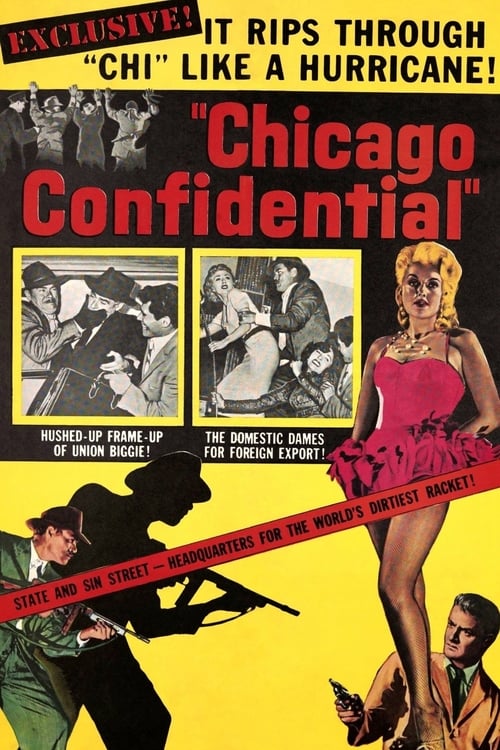 EXCLUSIVE!
IT RIPS THROUGH
"CHI" LIKE A HURRICANE!
"Chicago
Confidential"
HUSHED-UP FRAME-UP
OF UNION BIGGIE!
THE DOMESTIC DAMES
FOR FOREIGN EXPORT!
STATE AND SIN STREET — HEADQUARTERS FOR THE WORLD'S DIRTIEST RACKET!